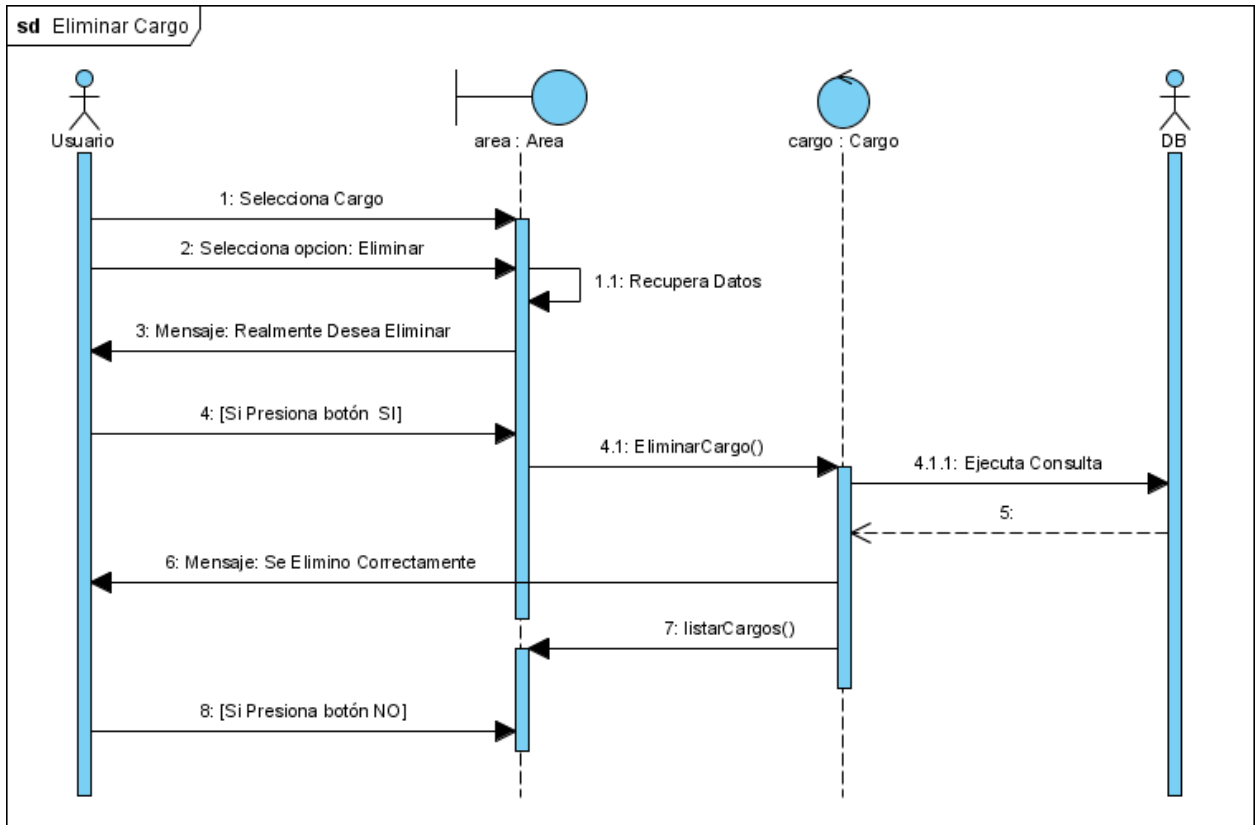 sd Eliminar Cargo
Usuario
area : Area
cargo : Cargo
DB
1: Selecciona Cargo
2: Selecciona opcion: Eliminar
1.1: Recupera Datos
3: Mensaje: Realmente Desea Eliminar
4: [Si Presiona botón SI]
4.1: EliminarCargo()
4.1.1: Ejecuta Consulta
5:
6: Mensaje: Se Elimino Correctamente
7: listarCargos()
8: [Si Presiona botón NO]